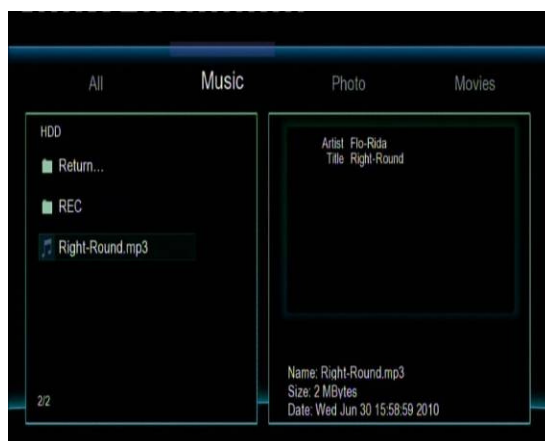 All Music Photo Movies
HDD
Return...
REC
Right-Round.mp3
2/2
Artist Flo-Rida
Title Right-Round
Name: Right-Round.mp3
Size: 2 MBytes
Date: Wed Jun 30 15:58:59 2010